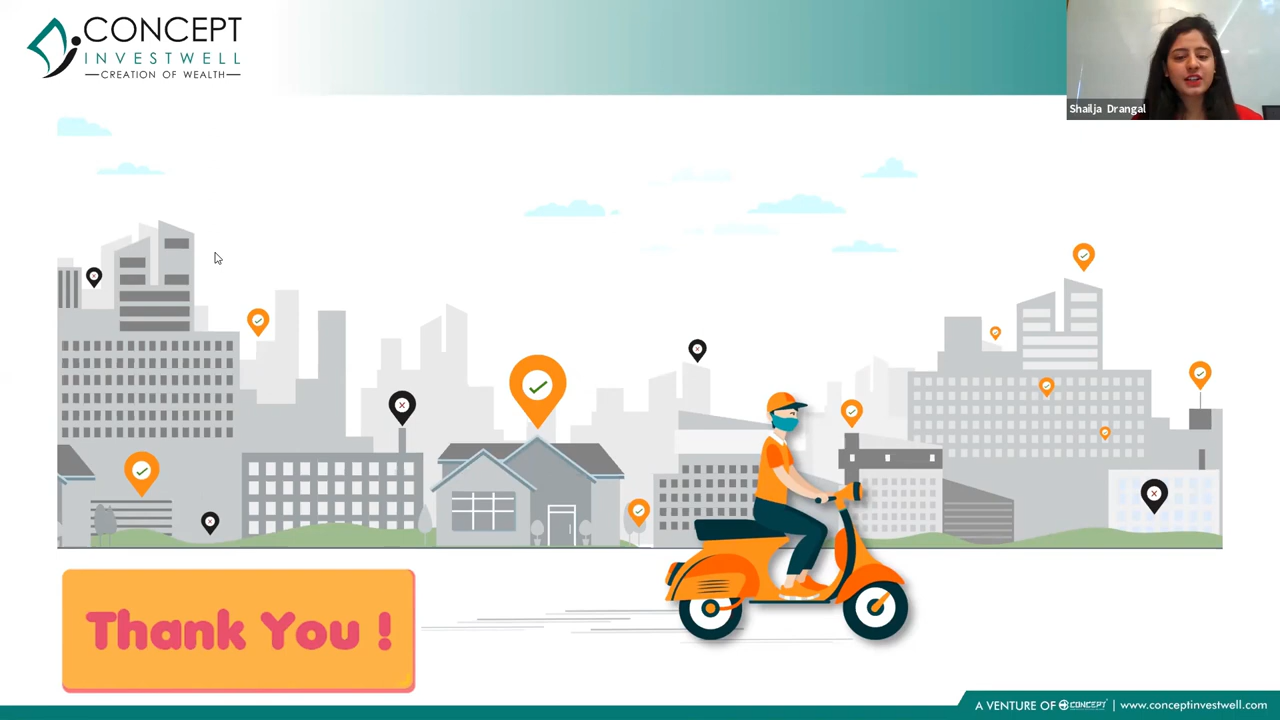 CONCEPT
INVESTWELL
CREATION OF WEALTH
Shailja Drangal
Thank You !
A VENTURE OF CONCEPT | www.conceptinvestwell.com